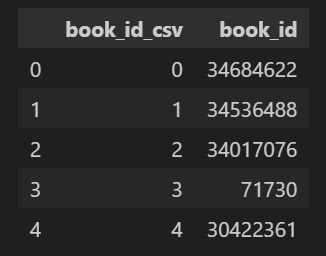 book_id_csv book_id
0 0 34684622
1 1 34536488
2 2 34017076
3 3 71730
4 4 30422361